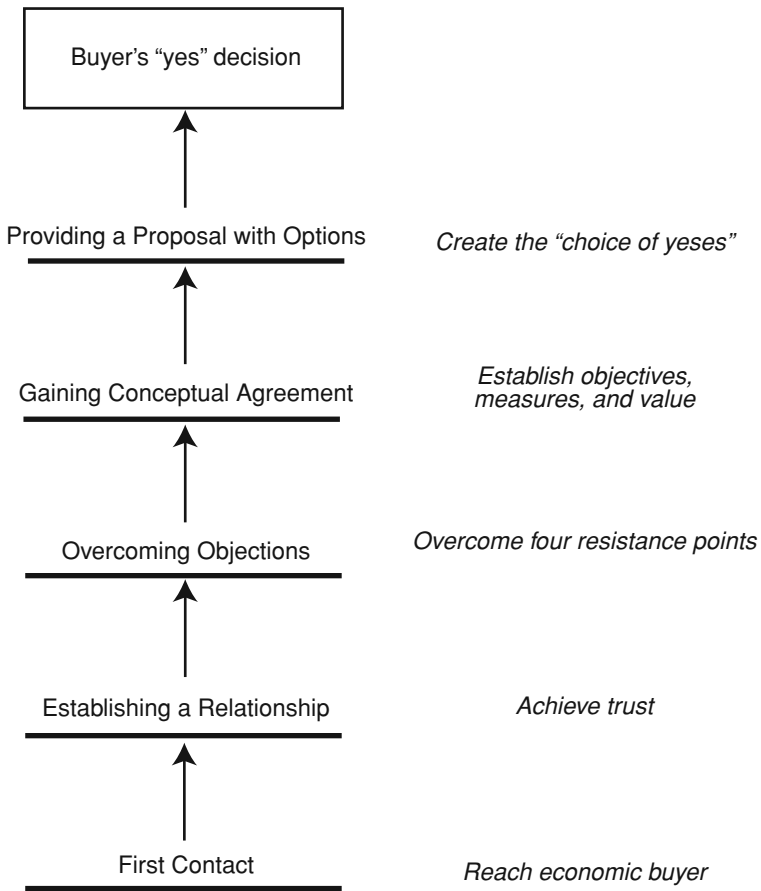 Buyer’s “yes” decision
Providing a Proposal with Options
Create the “choice of yeses”
Gaining Conceptual Agreement
Establish objectives,
measures, and value
Overcoming Objections
Overcome four resistance points
Establishing a Relationship
Achieve trust
First Contact
Reach economic buyer